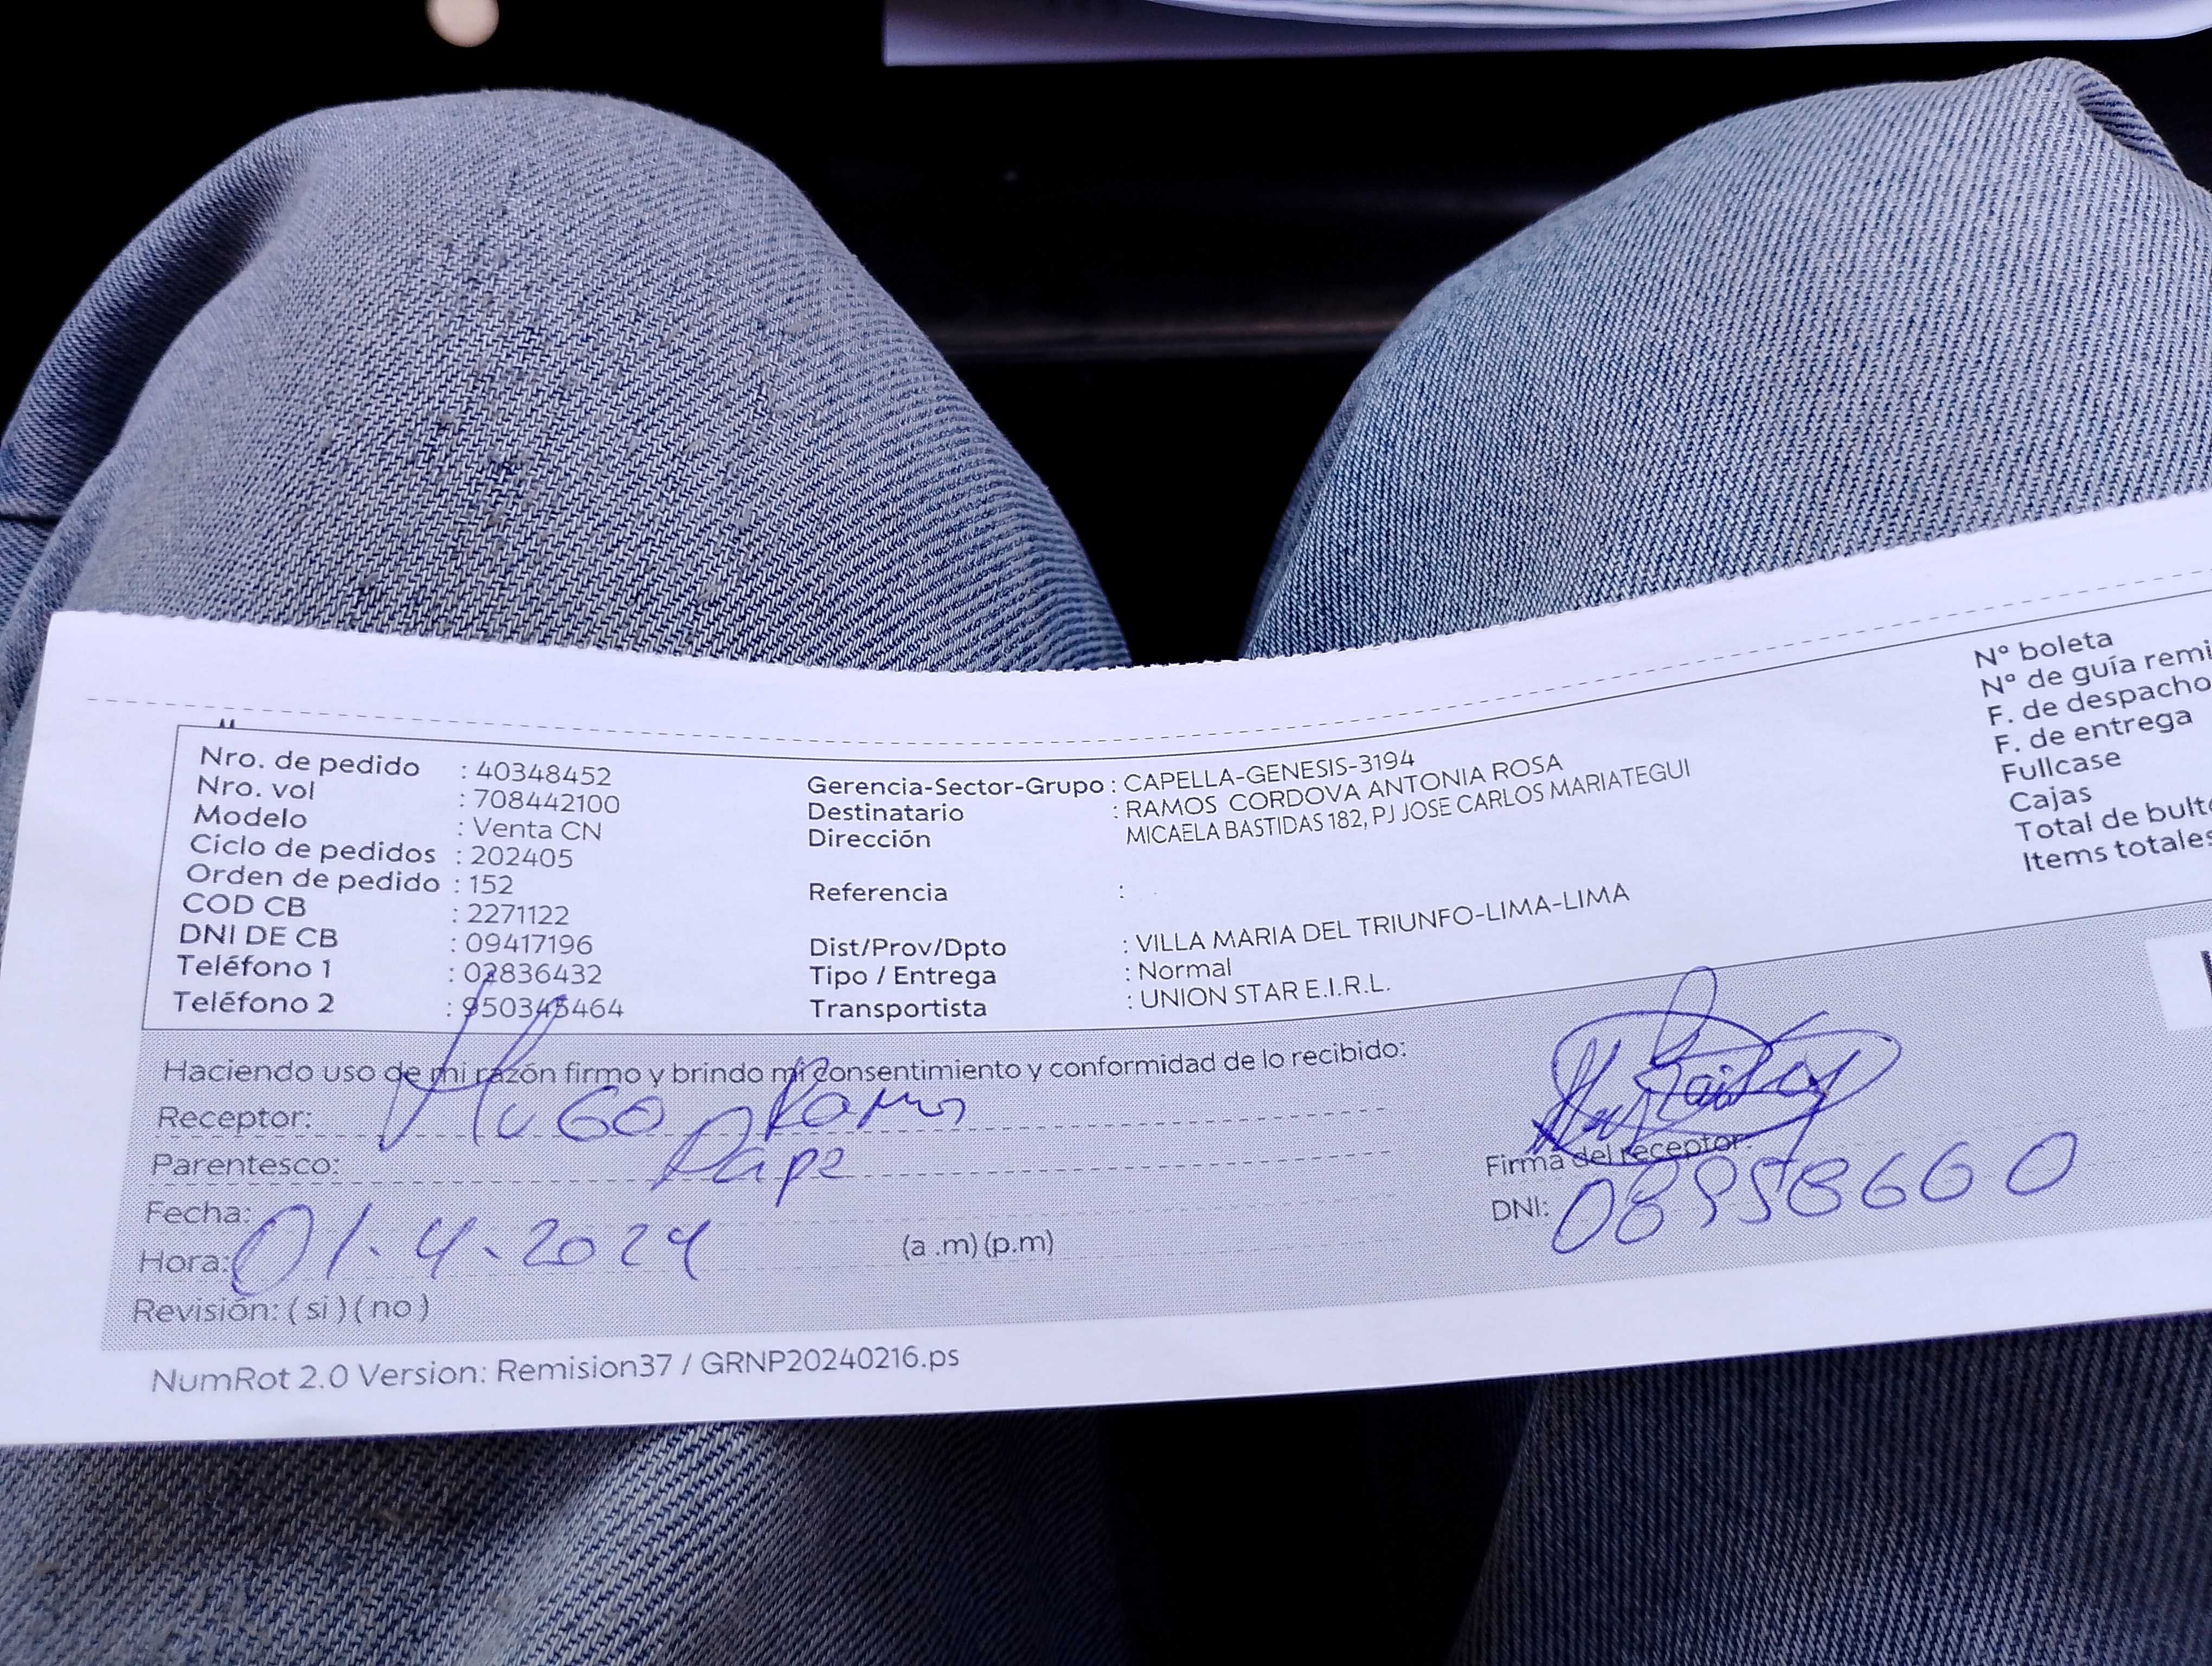 Nro. de pedido : 40348452
Nro. vol : 708442100
Modelo : Venta CN
Ciclo de pedidos : 202405
Orden de pedido : 152
COD CB : 2271122
DNI DE CB : 09417196
Teléfono 1 : 02836432
Teléfono 2 : 950345464
Gerencia-Sector-Grupo : CAPELLA-GENESIS-3194
Destinatario : RAMOS CORDOVA ANTONIA ROSA
Dirección MICAELA BASTIDAS 182, PJ JOSE CARLOS MARIATEGUI
Referencia :
Dist/Prov/Dpto : VILLA MARIA DEL TRIUNFO-LIMA-LIMA
Tipo / Entrega : Normal
Transportista : UNION STAR E.I.R.L.
Nº boleta
Nº de guía remi
F. de despacho
F. de entrega
Fullcase
Cajas
Total de bult
Items totales
Haciendo uso de mi razón firmo y brindo mi consentimiento y conformidad de lo recibido:
Receptor: HUGO Ramos
Parentesco: Papa
Fecha: 01.4.2024
Hora: (a .m) (p.m)
Revisión: ( si ) ( no )
Firma del receptor:
DNI: 08958660
NumRot 2.0 Version: Remision37 / GRNP20240216.ps